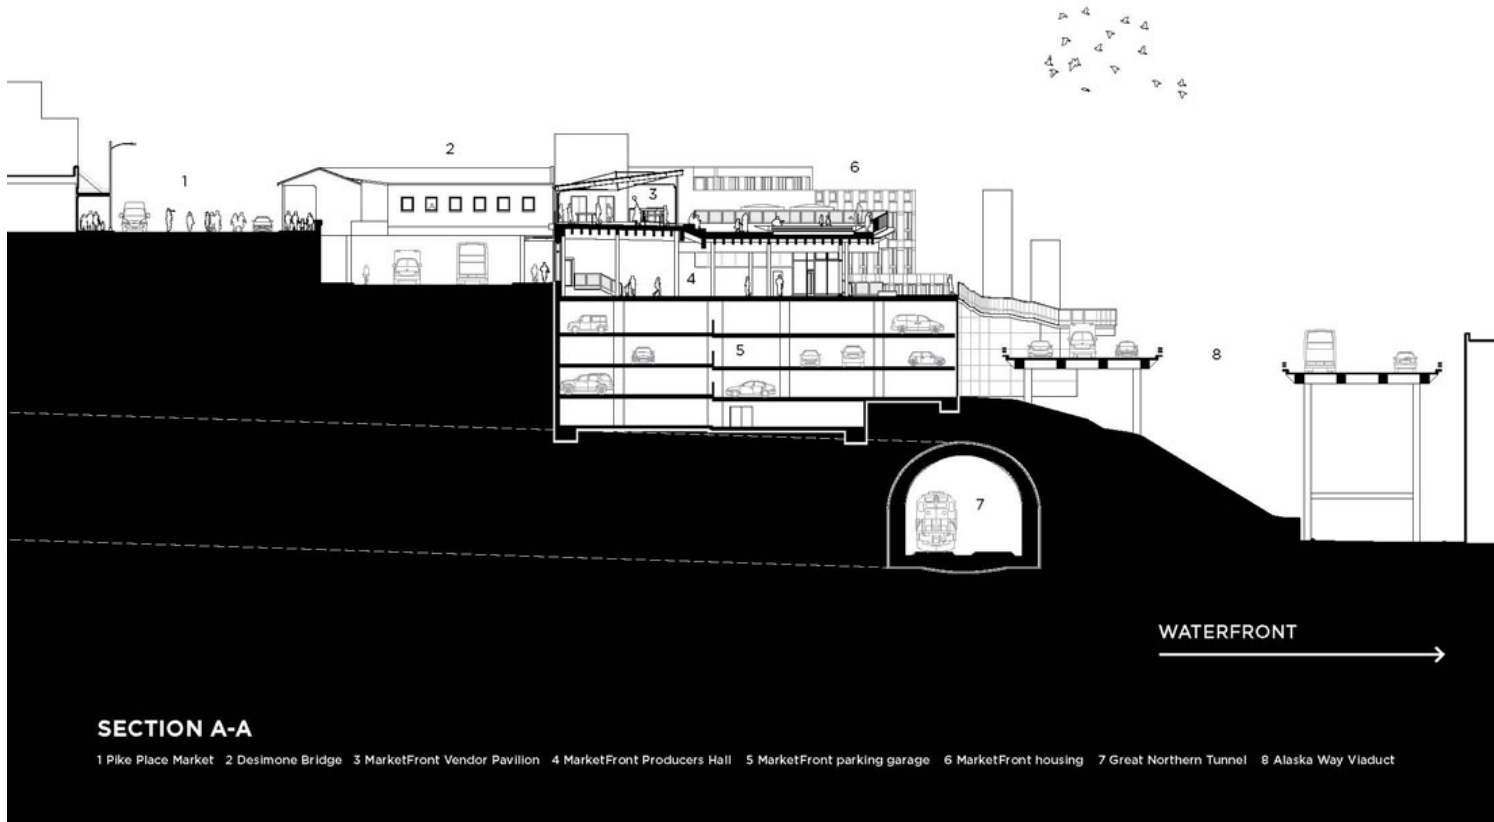 2
6
1
3
4
5
8
7
WATERFRONT
SECTION A-A
1 Pike Place Market 2 Desimone Bridge 3 MarketFront Vendor Pavilion 4 MarketFront Producers Hall 5 MarketFront parking garage 6 MarketFront housing 7 Great Northern Tunnel 8 Alaska Way Viaduct